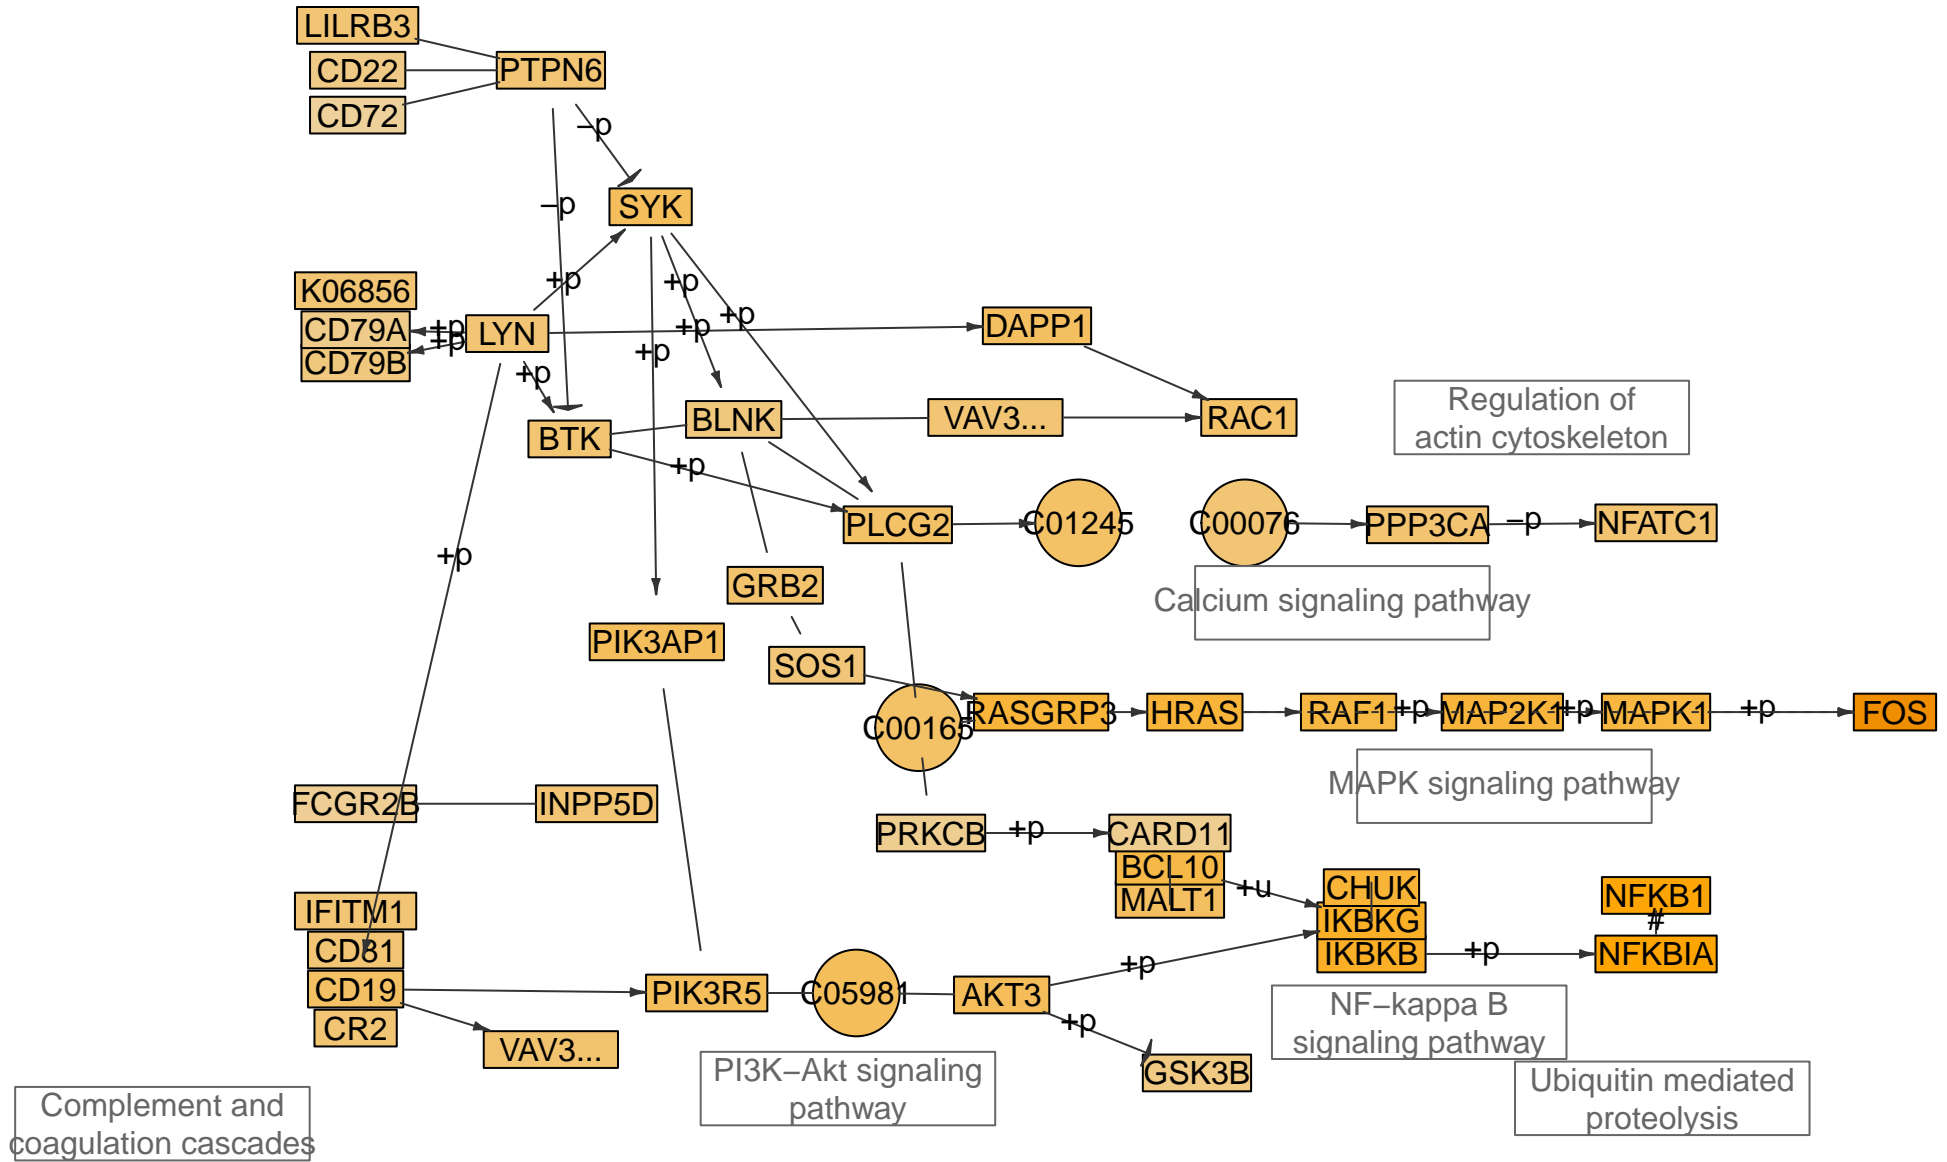 LILRB3
CD22
PTPN6
CD72
–p
SYK
–p
+p
+p
K06856
CD79A
+p
+p
LYN
CD79B
+p
+p
DAPP1
+p
+p
BTK
BLNK
VAV3...
RAC1
Regulation of
actin cytoskeleton
+p
PLCG2
C01245
C00076
PPP3CA
–p
NFATC1
+p
GRB2
Calcium signaling pathway
PIK3AP1
SOS1
C00165
RASGRP3
HRAS
RAF1
+p
MAP2K1
+p
MAPK1
+p
FOS
MAPK signaling pathway
FCGR2B
INPP5D
PRKCB
+p
CARD11
BCL10
MALT1
+u
CHUK
IKBKG
IKBKB
+p
NFKB1
#
NFKBIA
IFITM1
CD81
CD19
CR2
VAV3...
PIK3R5
C05981
AKT3
+p
+p
GSK3B
NF–kappa B
signaling pathway
PI3K–Akt signaling
pathway
Ubiquitin mediated
proteolysis
Complement and
coagulation cascades